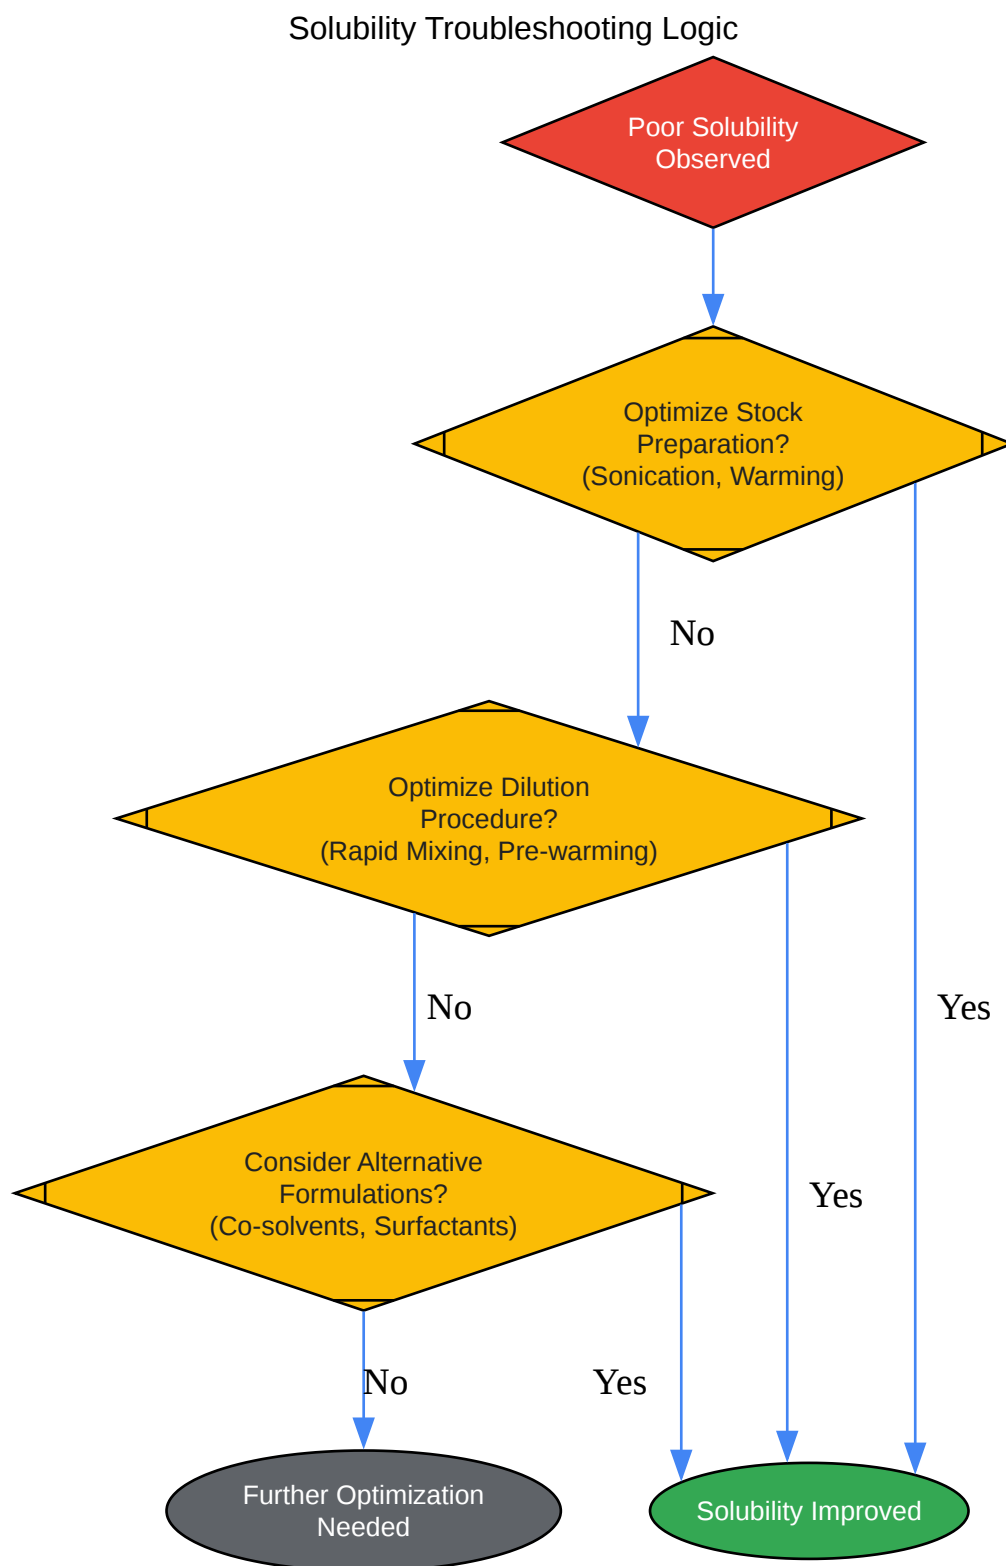 Solubility Troubleshooting Logic
Poor Solubility
Observed
Optimize Stock
Preparation?
(Sonication, Warming)
No
Optimize Dilution
Procedure?
(Rapid Mixing, Pre-warming)
No
Yes
Consider Alternative
Formulations?
(Co-solvents, Surfactants)
Yes
No
Yes
Further Optimization
Needed
Solubility Improved